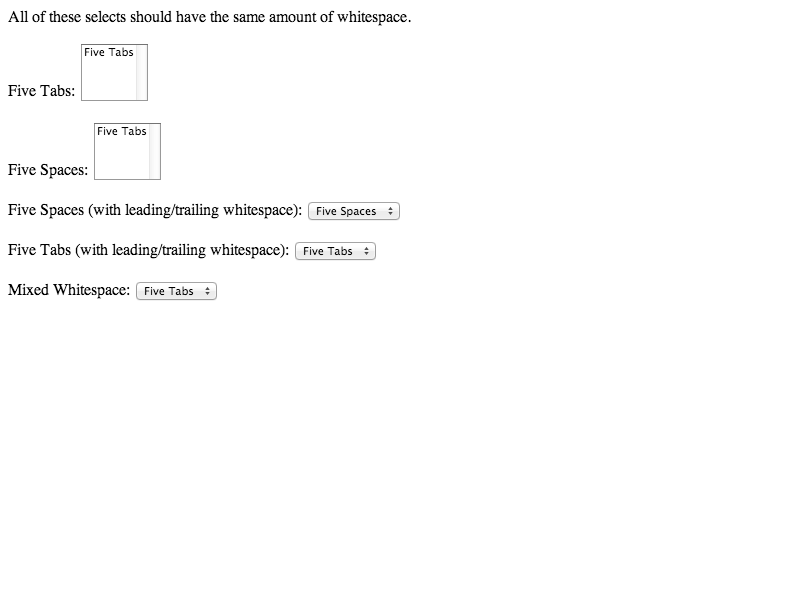 All of these selects should have the same amount of whitespace.
Five Tabs
Five Tabs:
Five Tabs
Five Spaces:
Five Spaces (with leading/trailing whitespace): Five Spaces
Five Tabs (with leading/trailing whitespace): Five Tabs
Mixed Whitespace: Five Tabs